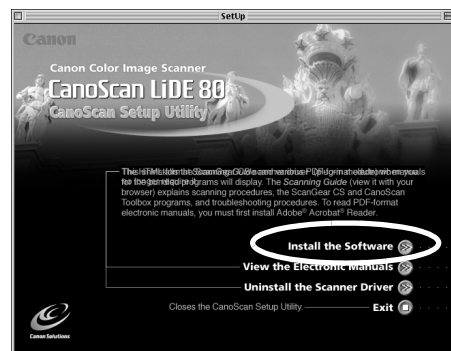 SetUp
Canon
Canon Color Image Scanner
CanoScan LiDE 80
CanoScan Setup Utility
programs will display. The Scanning Guide (view it with your
browser) explains scanning procedures, the ScanGear CS and CanoScan
Toolbox programs, and troubleshooting procedures. To read PDF-format
electronic manuals, you must first install Adobe® Acrobat® Reader.
Install the Software
View the Electronic Manuals
Uninstall the Scanner Driver
Closes the CanoScan Setup Utility.
Exit
Canon Solutions